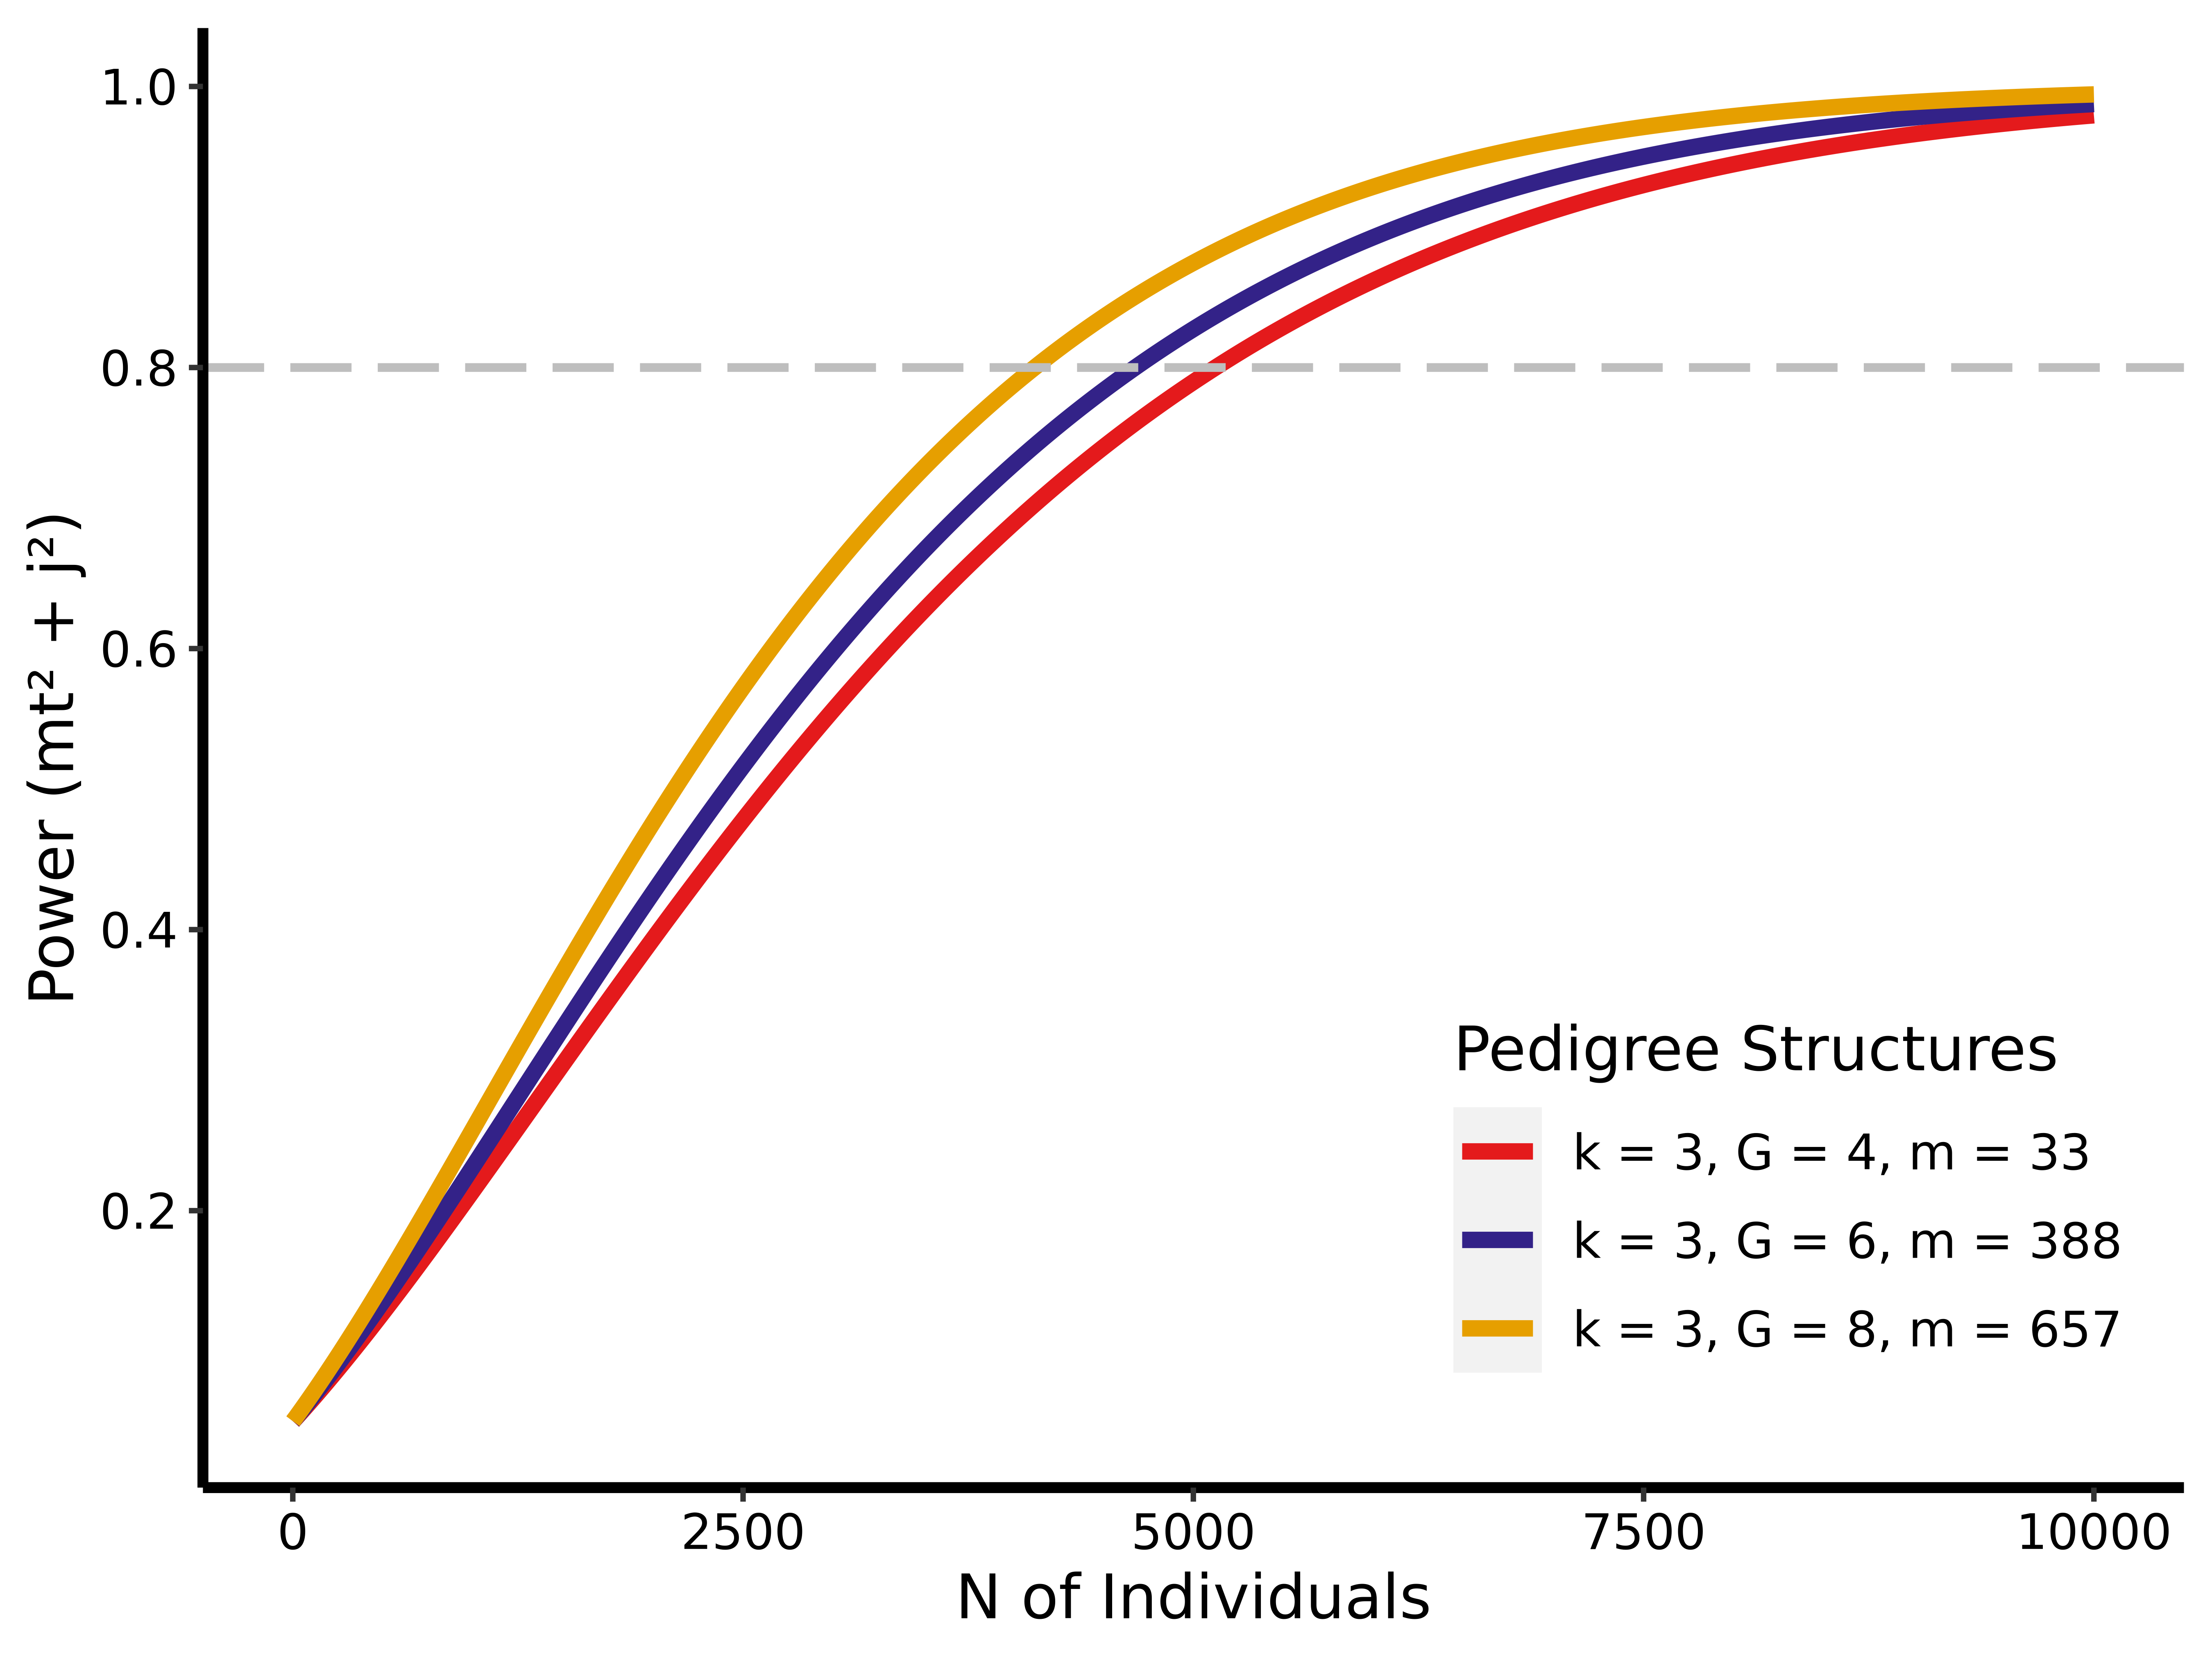 Power (mt² + j²)
1.0
0.8
0.6
0.4
0.2
Pedigree Structures
k = 3, G = 4, m = 33
k = 3, G = 6, m = 388
k = 3, G = 8, m = 657
0 2500 5000 7500 10000
N of Individuals